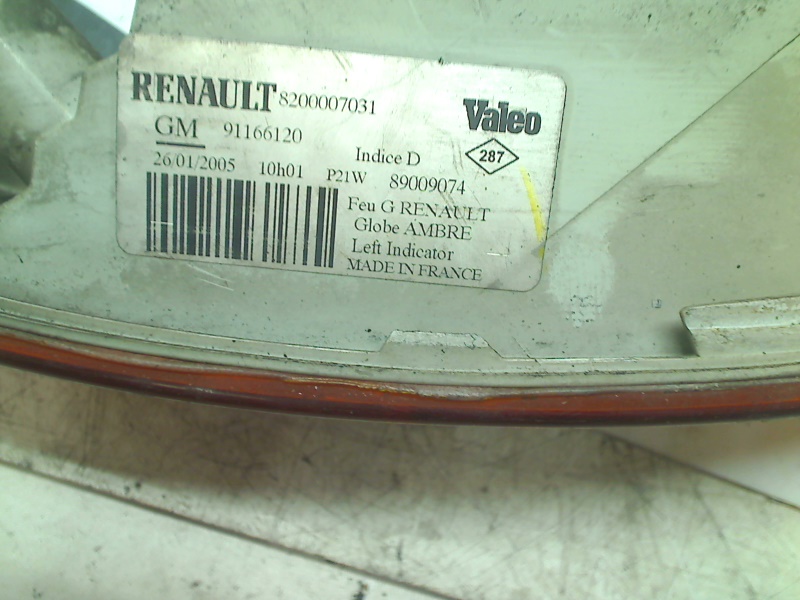 RENAULT 8200007031
Valeo
GM 91166120
Indice D
287
26/01/2005 10h01 P21W 89009074
Feu G RENAULT
Globe AMBRE
Left Indicator
MADE IN FRANCE